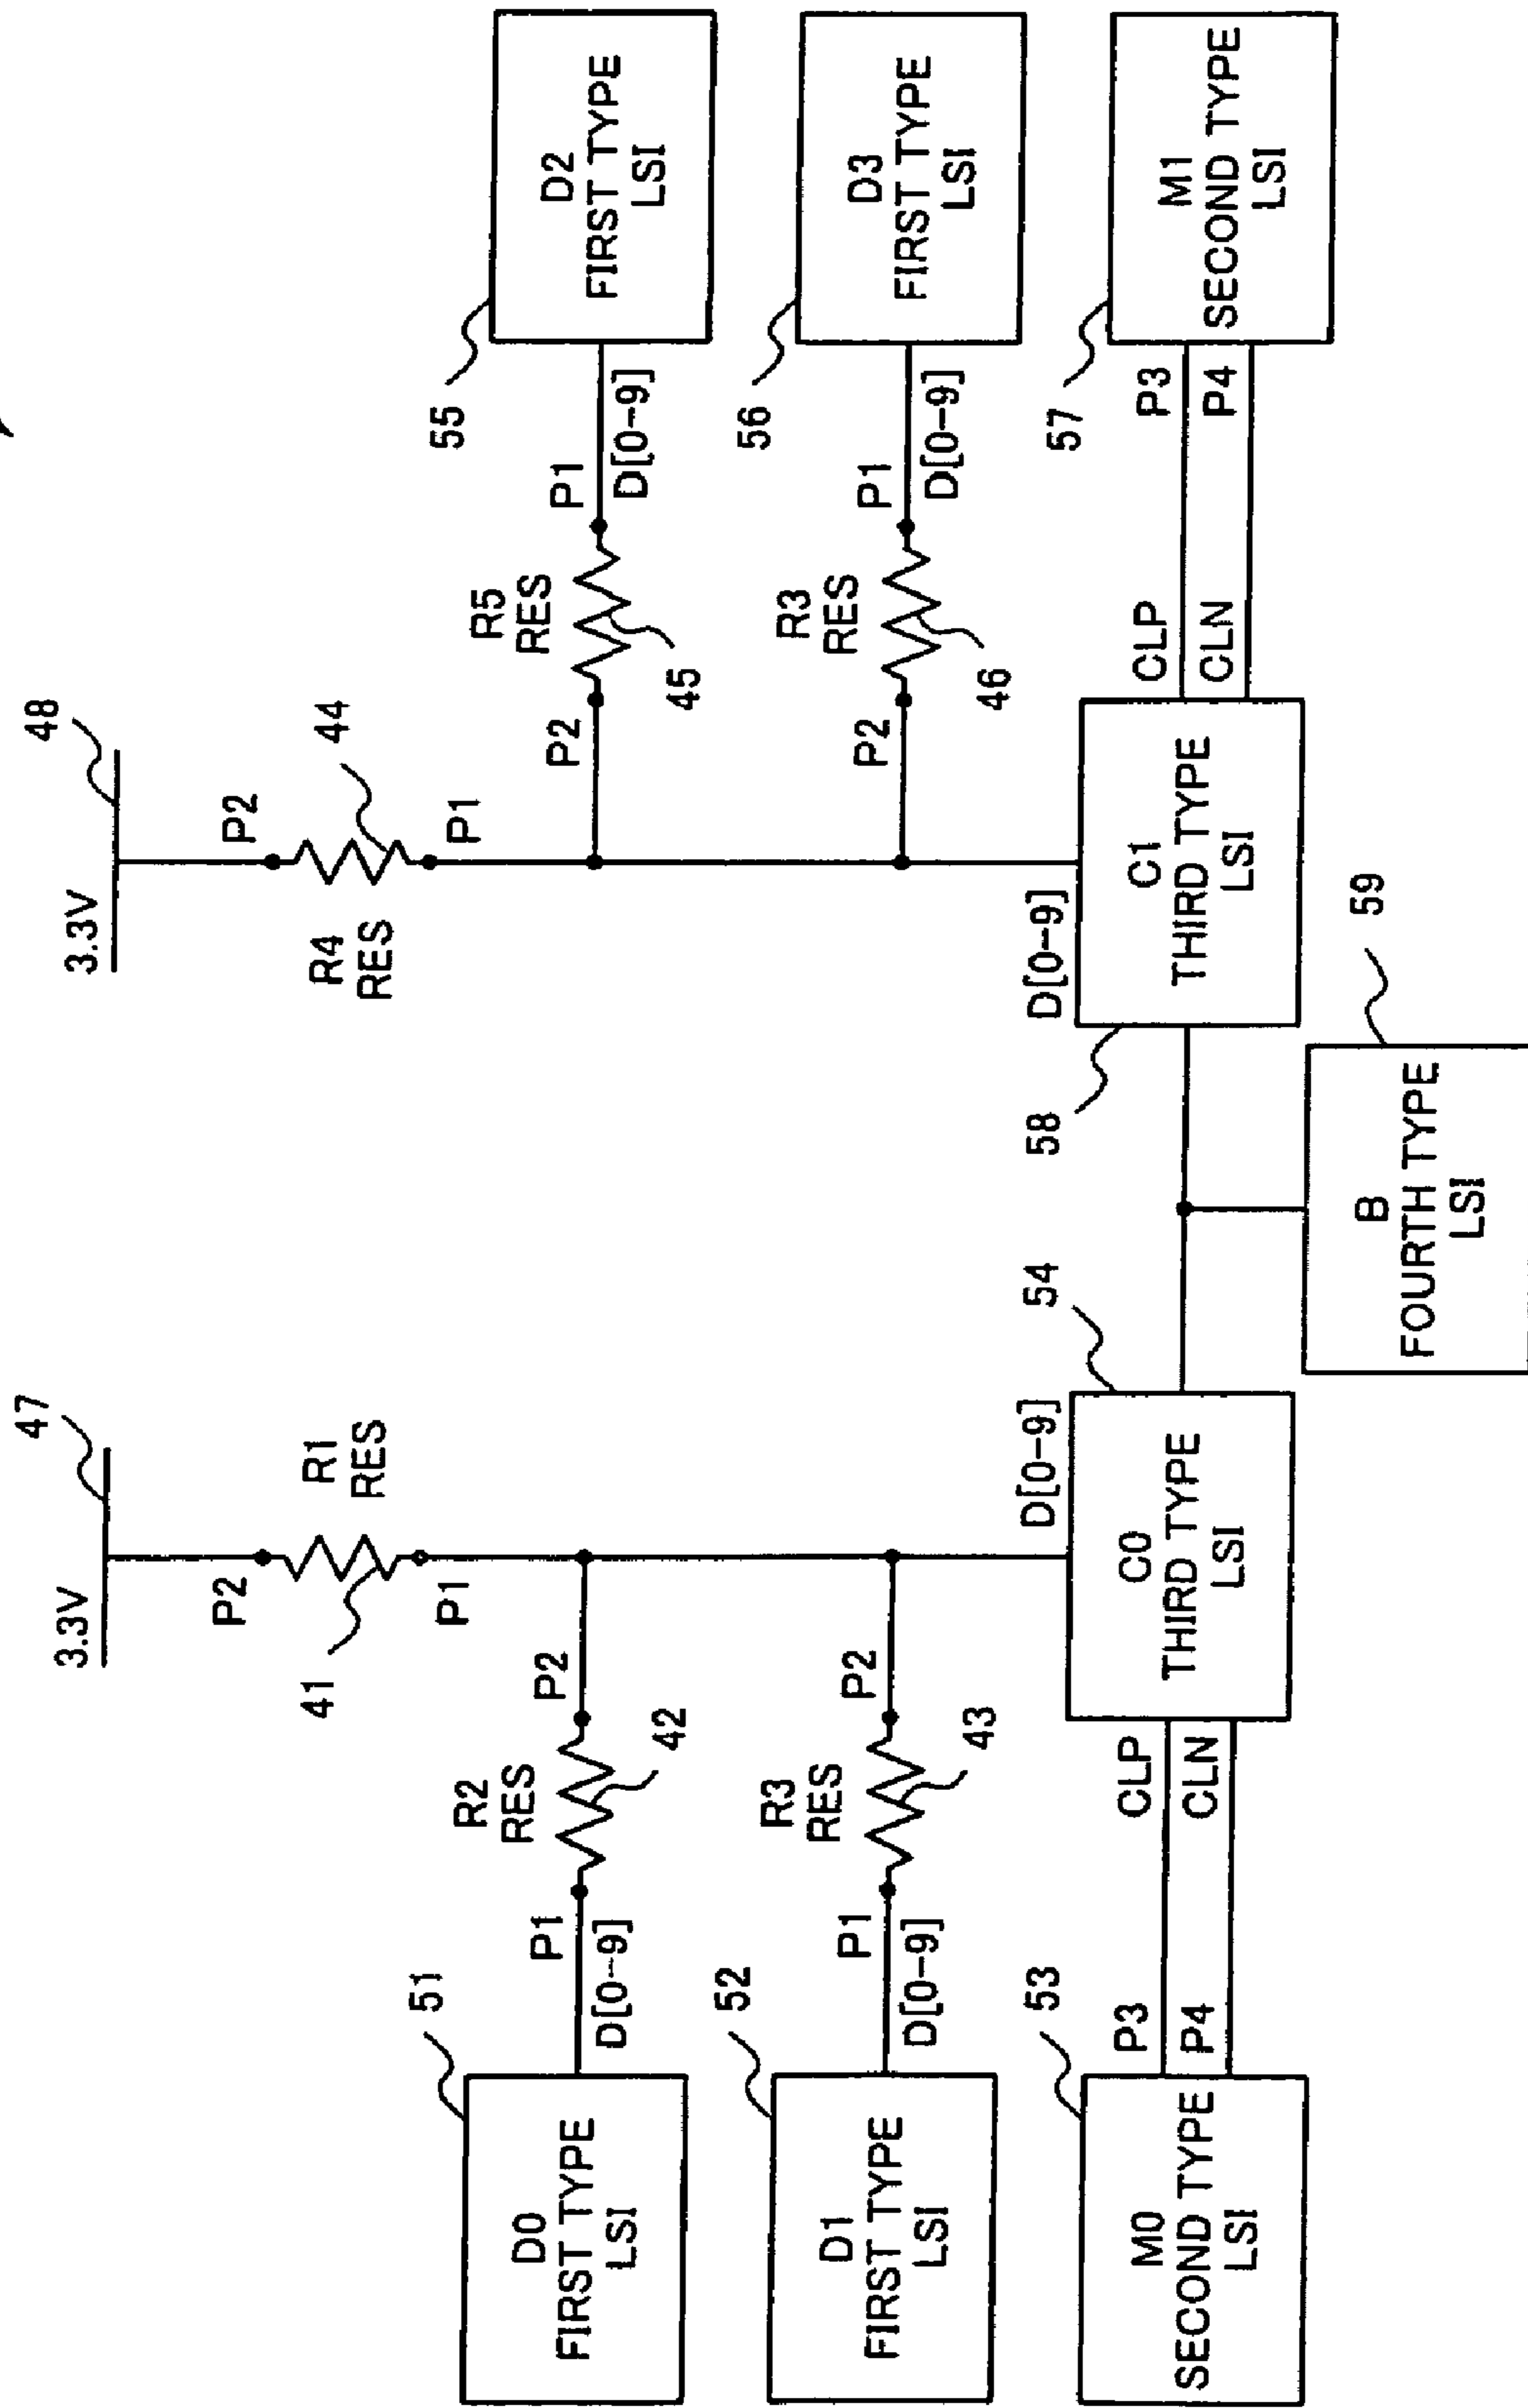 47
3.3V
R1
RES
P2
41
P1
48
3.3V
R4
RES
P2
44
P1
51
D0
FIRST TYPE
LSI
P1
D[0-9]
R2
RES
42
P2
52
D1
FIRST TYPE
LSI
P1
D[0-9]
R3
RES
43
P2
53
M0
SECOND TYPE
LSI
P3
P4
CLP
CLN
D[0-9]
54
C0
THIRD TYPE
LSI
B
FOURTH TYPE
LSI
59
58
D[0-9]
C1
THIRD TYPE
LSI
P2
R5
RES
45
P1
D[0-9]
55
D2
FIRST TYPE
LSI
P2
R3
RES
46
P1
D[0-9]
56
D3
FIRST TYPE
LSI
CLP
CLN
P3
P4
57
M1
SECOND TYPE
LSI